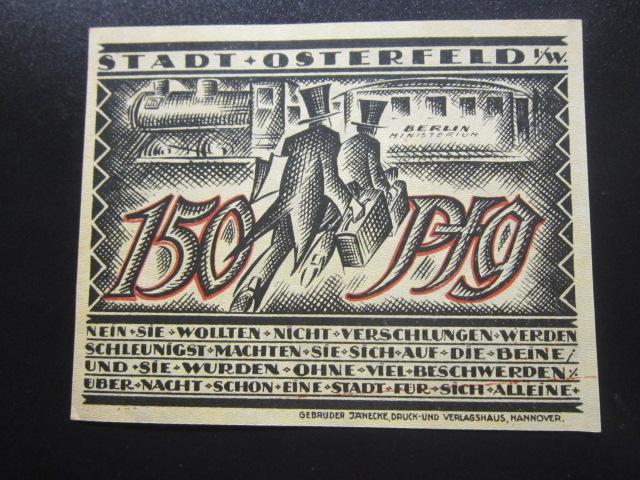 STADT + OSTERFELD I/W.
BERLIN
MINISTERIUM
150 Pfg
NEIN + SIE + WOLLTEN + NICHT + VERSCHLUNGEN + WERDEN
SCHLEUNIGST + MACHTEN + SIE + SICH + AUF + DIE + BEINE /
UND + SIE + WURDEN + OHNE + VIEL + BESCHWERDEN /.
ÜBER + NACHT + SCHON + EINE + STADT + FÜR + SICH + ALLEINE +
GEBRÜDER JÄNECKE, DRUCK- UND VERLAGSHAUS, HANNOVER.